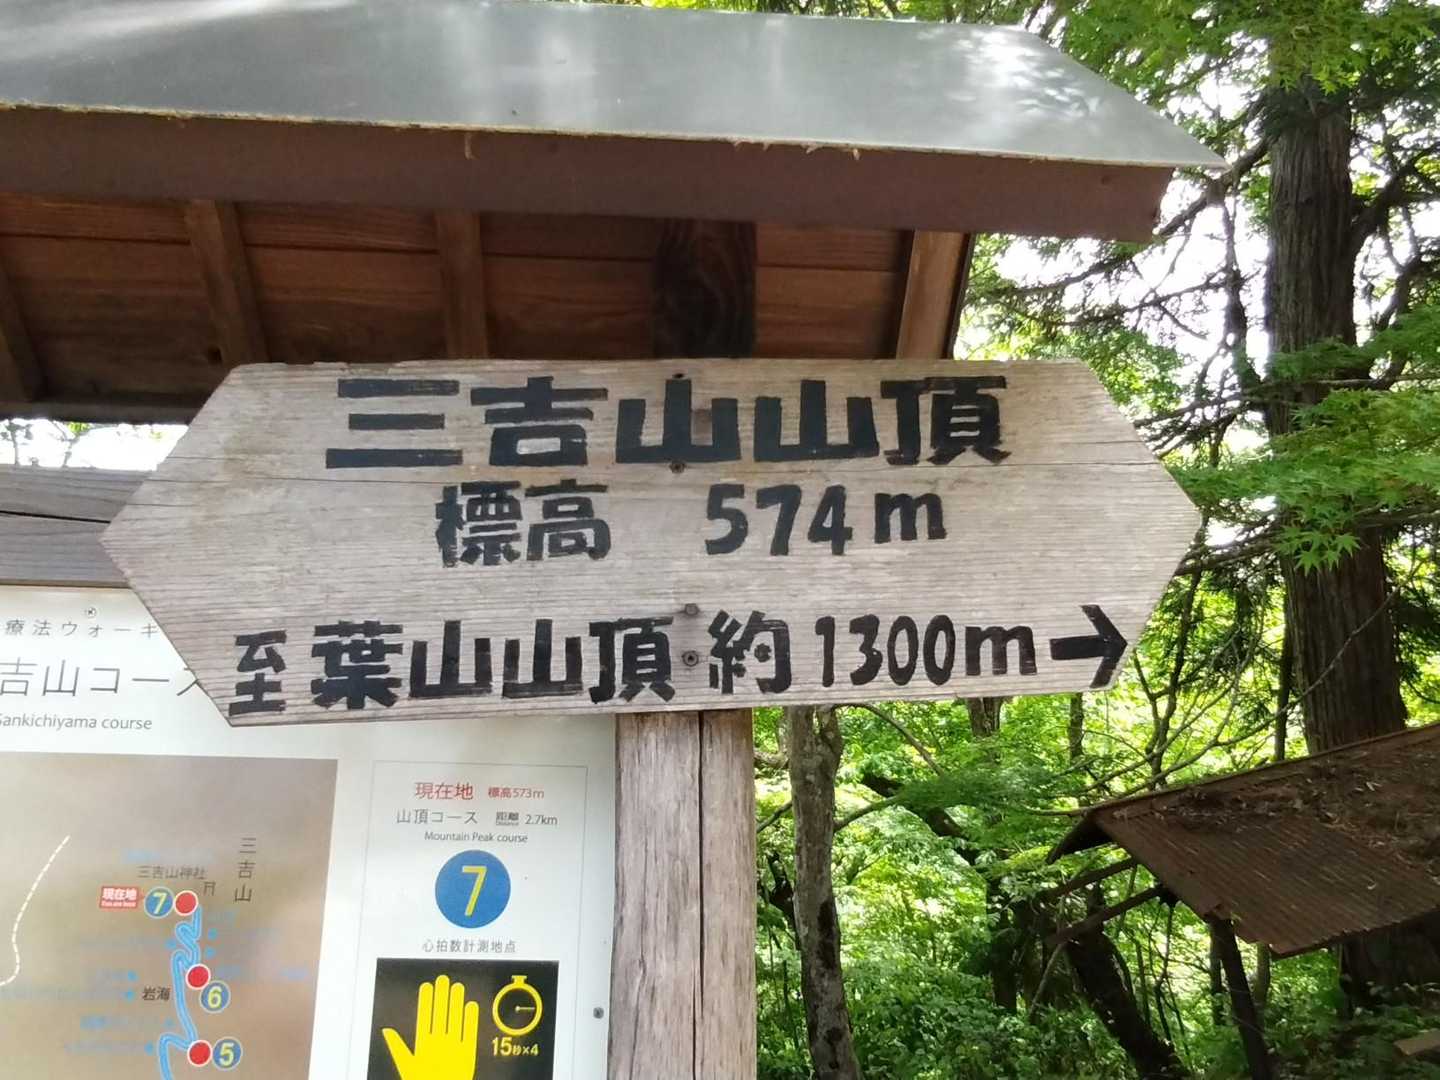 三吉山山頂
標高 574m
至葉山山頂 約1300m→
療法ウォーキ
吉山コース
Sankichiyama course
現在地 標高573m
山頂コース 距離 Distance 2.7km
Mountain Peak course
7
心拍数計測地点
15秒×4
三吉山
三吉山神社
現在地
7
岩海
6
5